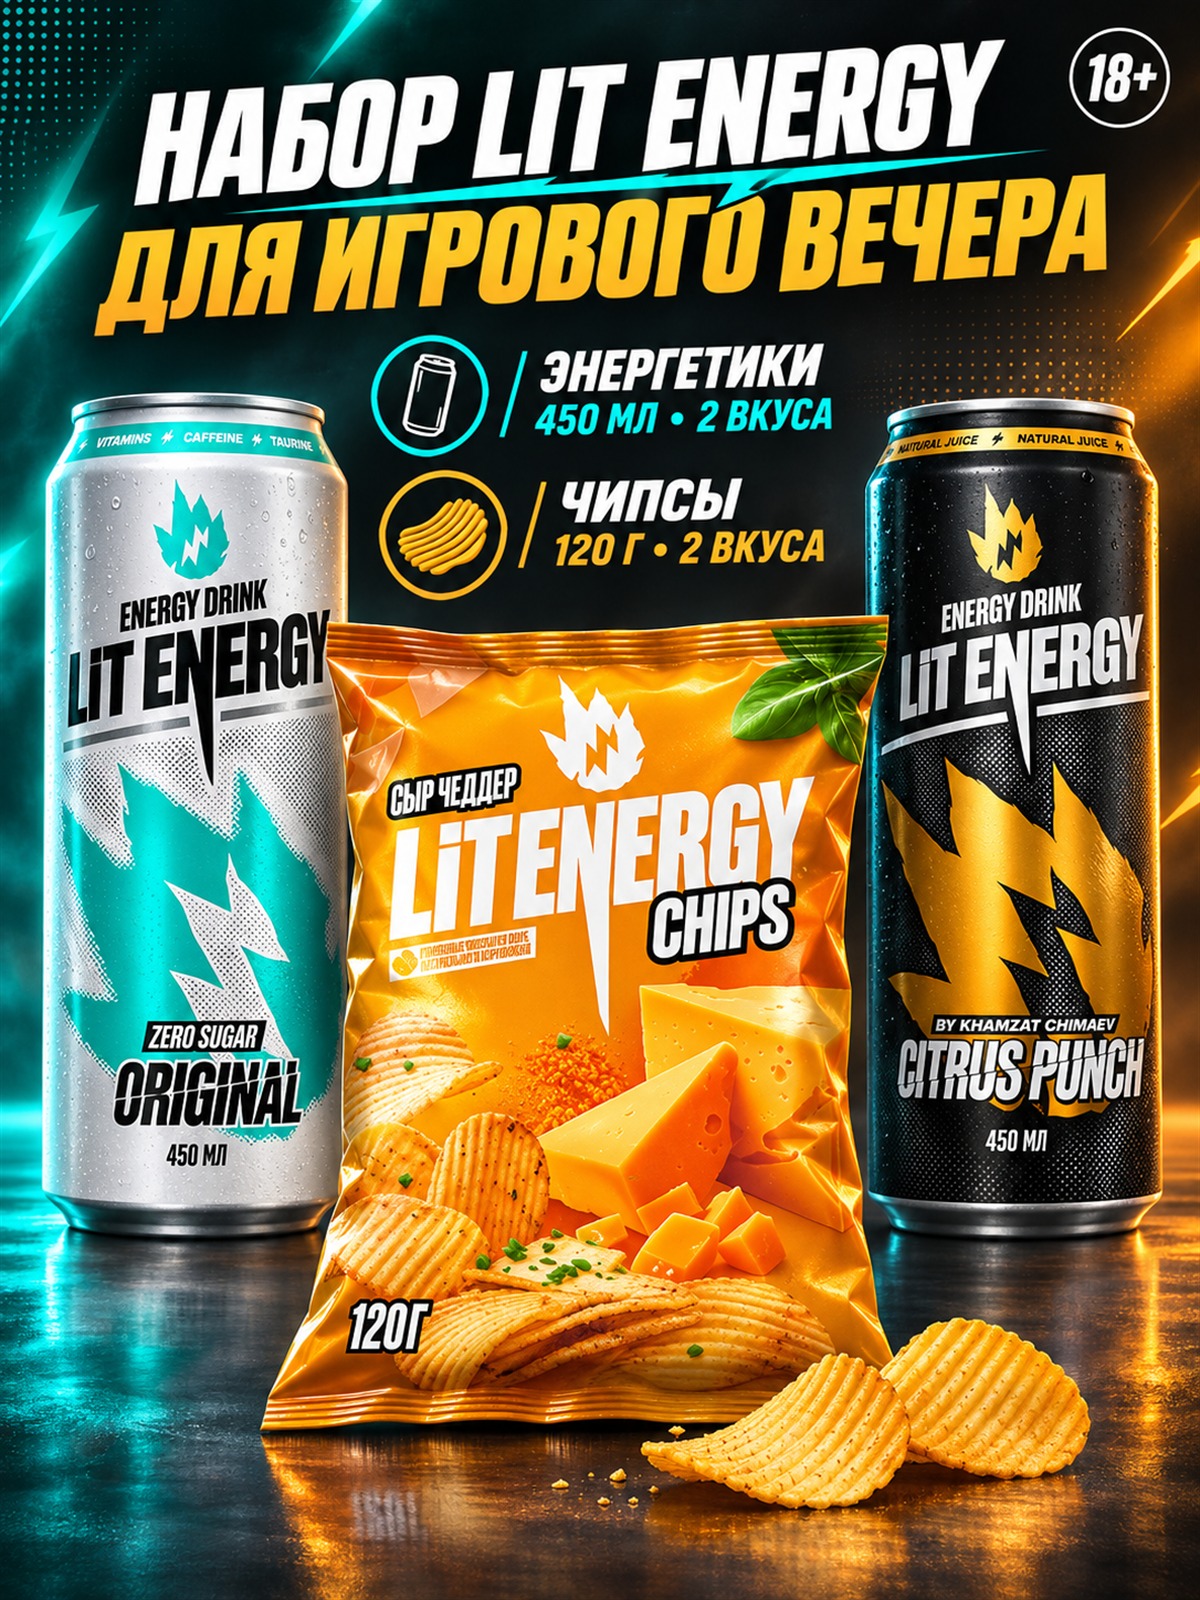 НАБОР LIT ENERGY
18+
ДЛЯ ИГРОВОГО ВЕЧЕРА
ЭНЕРГЕТИКИ
450 МЛ • 2 ВКУСА
ЧИПСЫ
120 Г • 2 ВКУСА
VITAMINS CAFFEINE TAURINE
ENERGY DRINK
LiT ENERGY
ZERO SUGAR
ORIGINAL
450 МЛ
СЫР ЧЕДДЕР
LiT ENERGY
CHIPS
120Г
NATURAL JUICE NATURAL JUICE
ENERGY DRINK
LiT ENERGY
BY KHAMZAT CHIMAEV
CITRUS PUNCH
450 МЛ